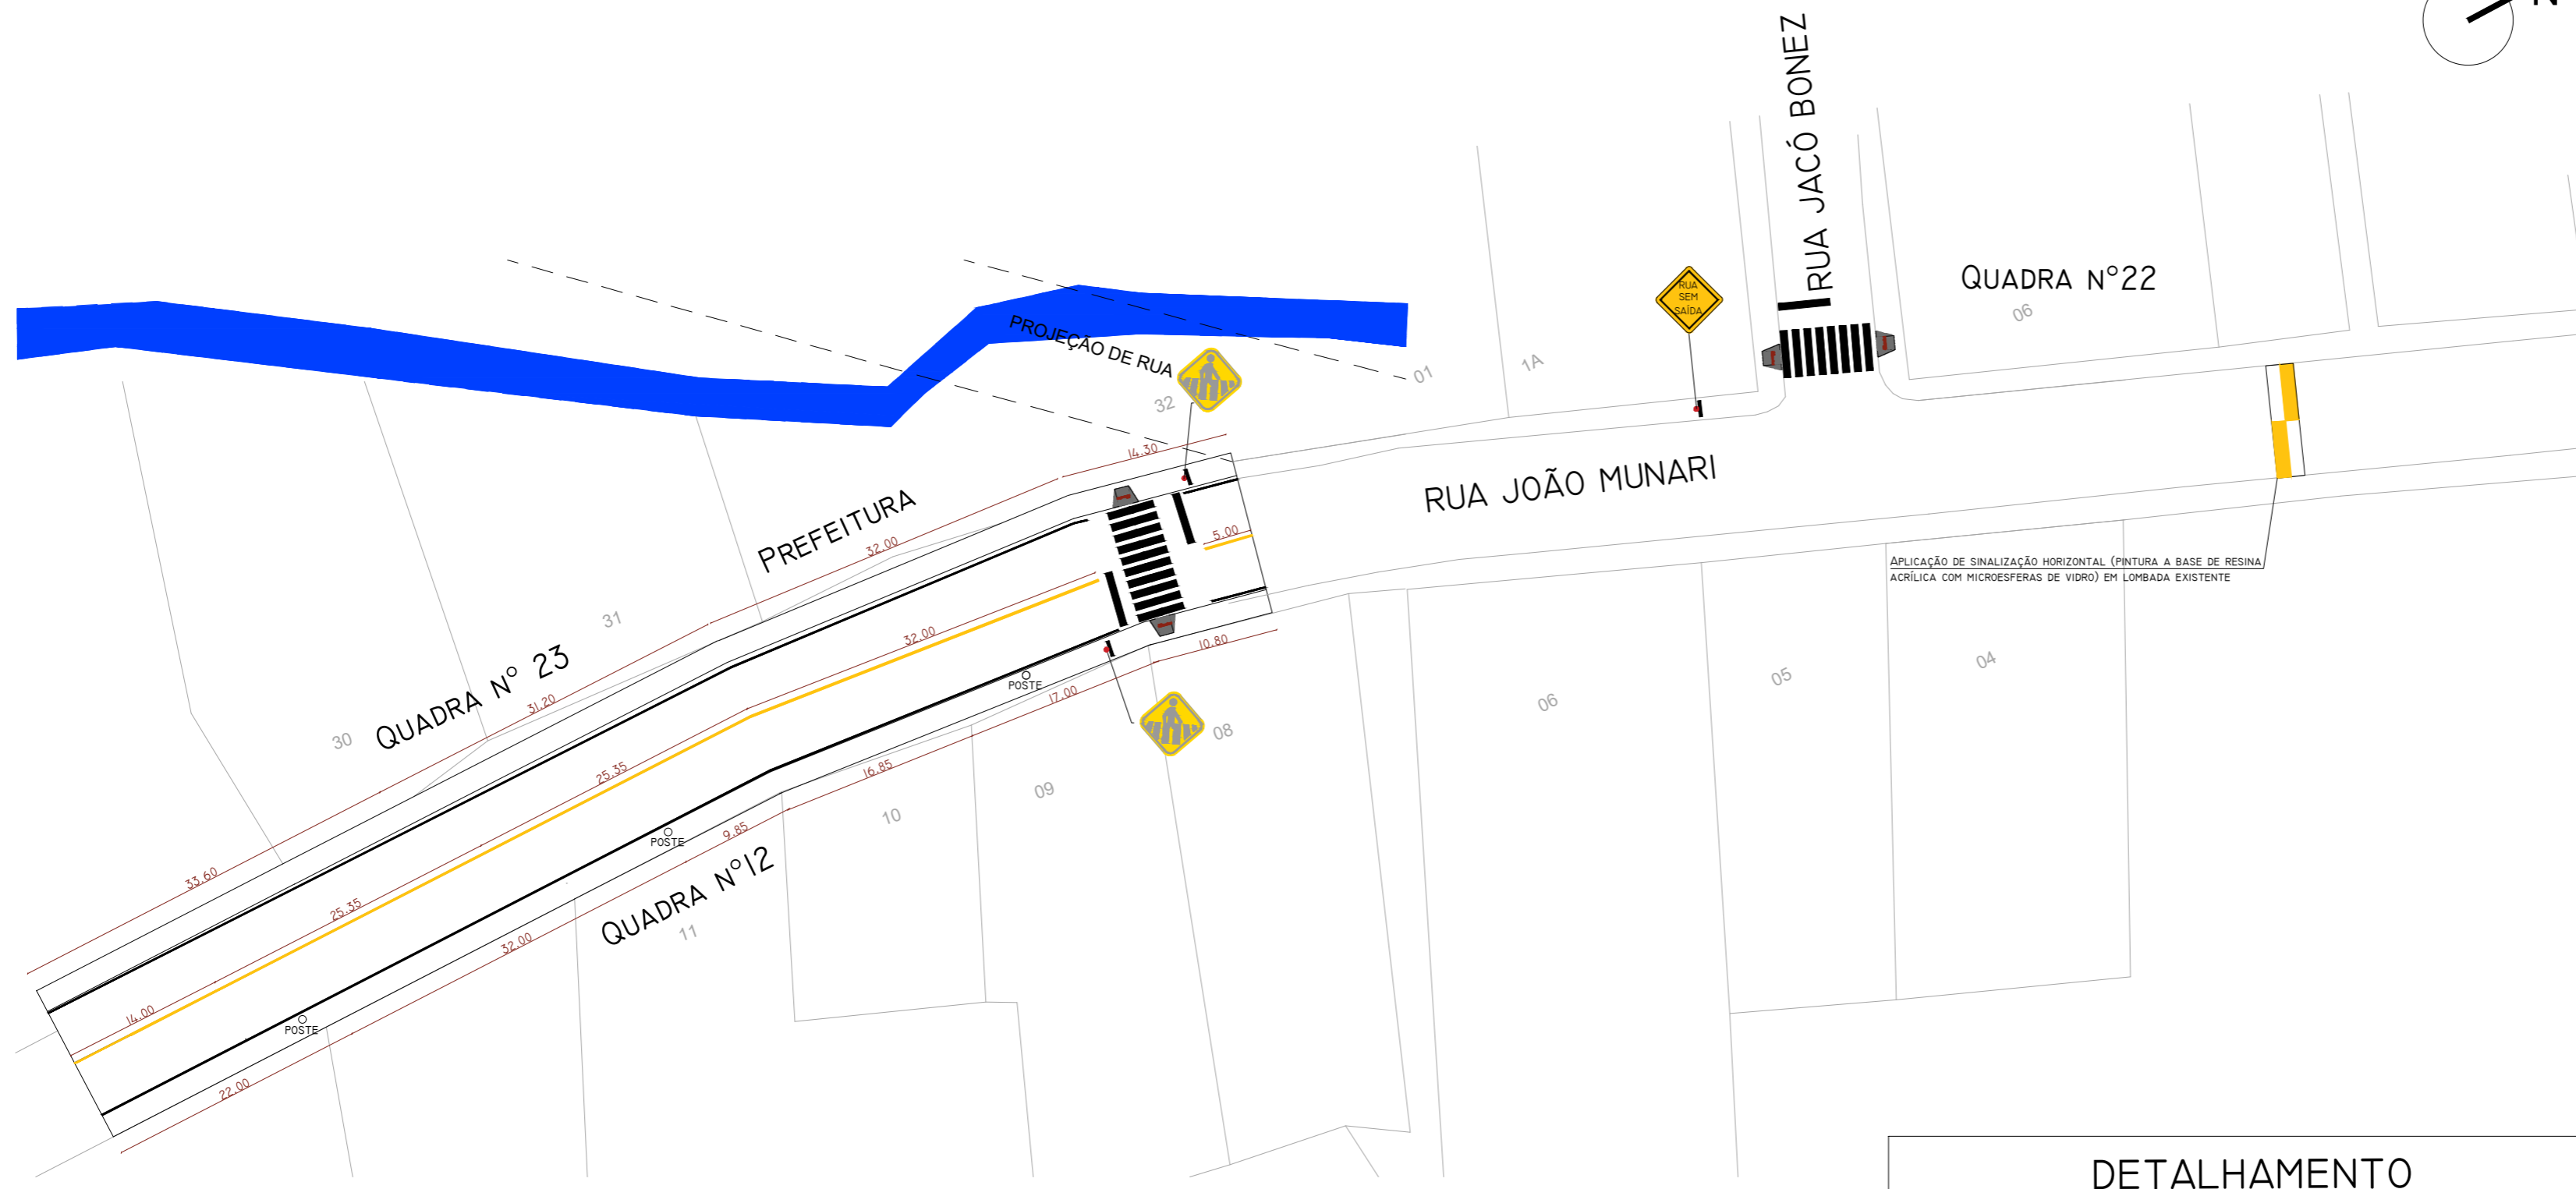 N
RUA JACÓ BONEZ
QUADRA Nº22
06
RUA
SEM
SAÍDA
PROJEÇÃO DE RUA
01
1A
32
14.30
RUA JOÃO MUNARI
PREFEITURA
32.00
5.00
APLICAÇÃO DE SINALIZAÇÃO HORIZONTAL (PINTURA A BASE DE RESINA
ACRÍLICA COM MICROESFERAS DE VIDRO) EM LOMBADA EXISTENTE
31
32.00
10.80
QUADRA Nº 23
31.20
30
POSTE
17.00
08
06
05
04
25.35
16.85
09
10
POSTE
9.85
QUADRA Nº12
11
33.60
25.35
32.00
14.00
POSTE
22.00
DETALHAMENTO